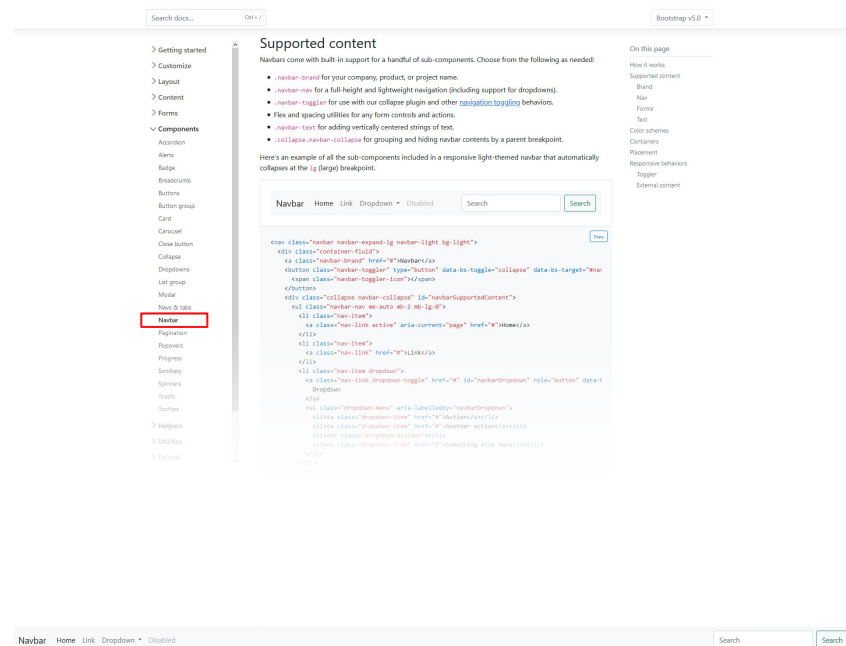 Search docs...
Ctrl + /
Bootstrap v5.0
Getting started
Customize
Layout
Content
Forms
Components
Accordion
Alerts
Badge
Breadcrumb
Buttons
Button group
Card
Carousel
Close button
Collapse
Dropdowns
List group
Modal
Navs & tabs
Navbar
Pagination
Popovers
Progress
Scrollspy
Spinners
Toasts
Tooltips
Helpers
Utilities
Extend
Supported content
Navbars come with built-in support for a handful of sub-components. Choose from the following as needed:
.navbar-brand for your company, product, or project name.
.navbar-nav for a full-height and lightweight navigation (including support for dropdowns).
.navbar-toggler for use with our collapse plugin and other navigation toggling behaviors.
Flex and spacing utilities for any form controls and actions.
.navbar-text for adding vertically centered strings of text.
.collapse.navbar-collapse for grouping and hiding navbar contents by a parent breakpoint.
Here's an example of all the sub-components included in a responsive light-themed navbar that automatically
collapses at the lg (large) breakpoint.
Navbar Home Link Dropdown Disabled Search Search
Copy
<nav class="navbar navbar-expand-lg navbar-light bg-light">
<div class="container-fluid">
<a class="navbar-brand" href="#">Navbar</a>
<button class="navbar-toggler" type="button" data-bs-toggle="collapse" data-bs-target="#nav
<span class="navbar-toggler-icon"></span>
</button>
<div class="collapse navbar-collapse" id="navbarSupportedContent">
<ul class="navbar-nav me-auto mb-2 mb-lg-0">
<li class="nav-item">
<a class="nav-link active" aria-current="page" href="#">Home</a>
</li>
<li class="nav-item">
<a class="nav-link" href="#">Link</a>
</li>
<li class="nav-item dropdown">
<a class="nav-link dropdown-toggle" href="#" id="navbarDropdown" role="button" data-b
Dropdown
</a>
<ul class="dropdown-menu" aria-labelledby="navbarDropdown">
<li><a class="dropdown-item" href="#">Action</a></li>
<li><a class="dropdown-item" href="#">Another action</a></li>
<li><hr class="dropdown-divider"></li>
<li><a class="dropdown-item" href="#">Something else here</a></li>
</ul>
</li>
On this page
How it works
Supported content
Brand
Nav
Forms
Text
Color schemes
Containers
Placement
Responsive behaviors
Toggler
External content
Navbar Home Link Dropdown Disabled Search Search